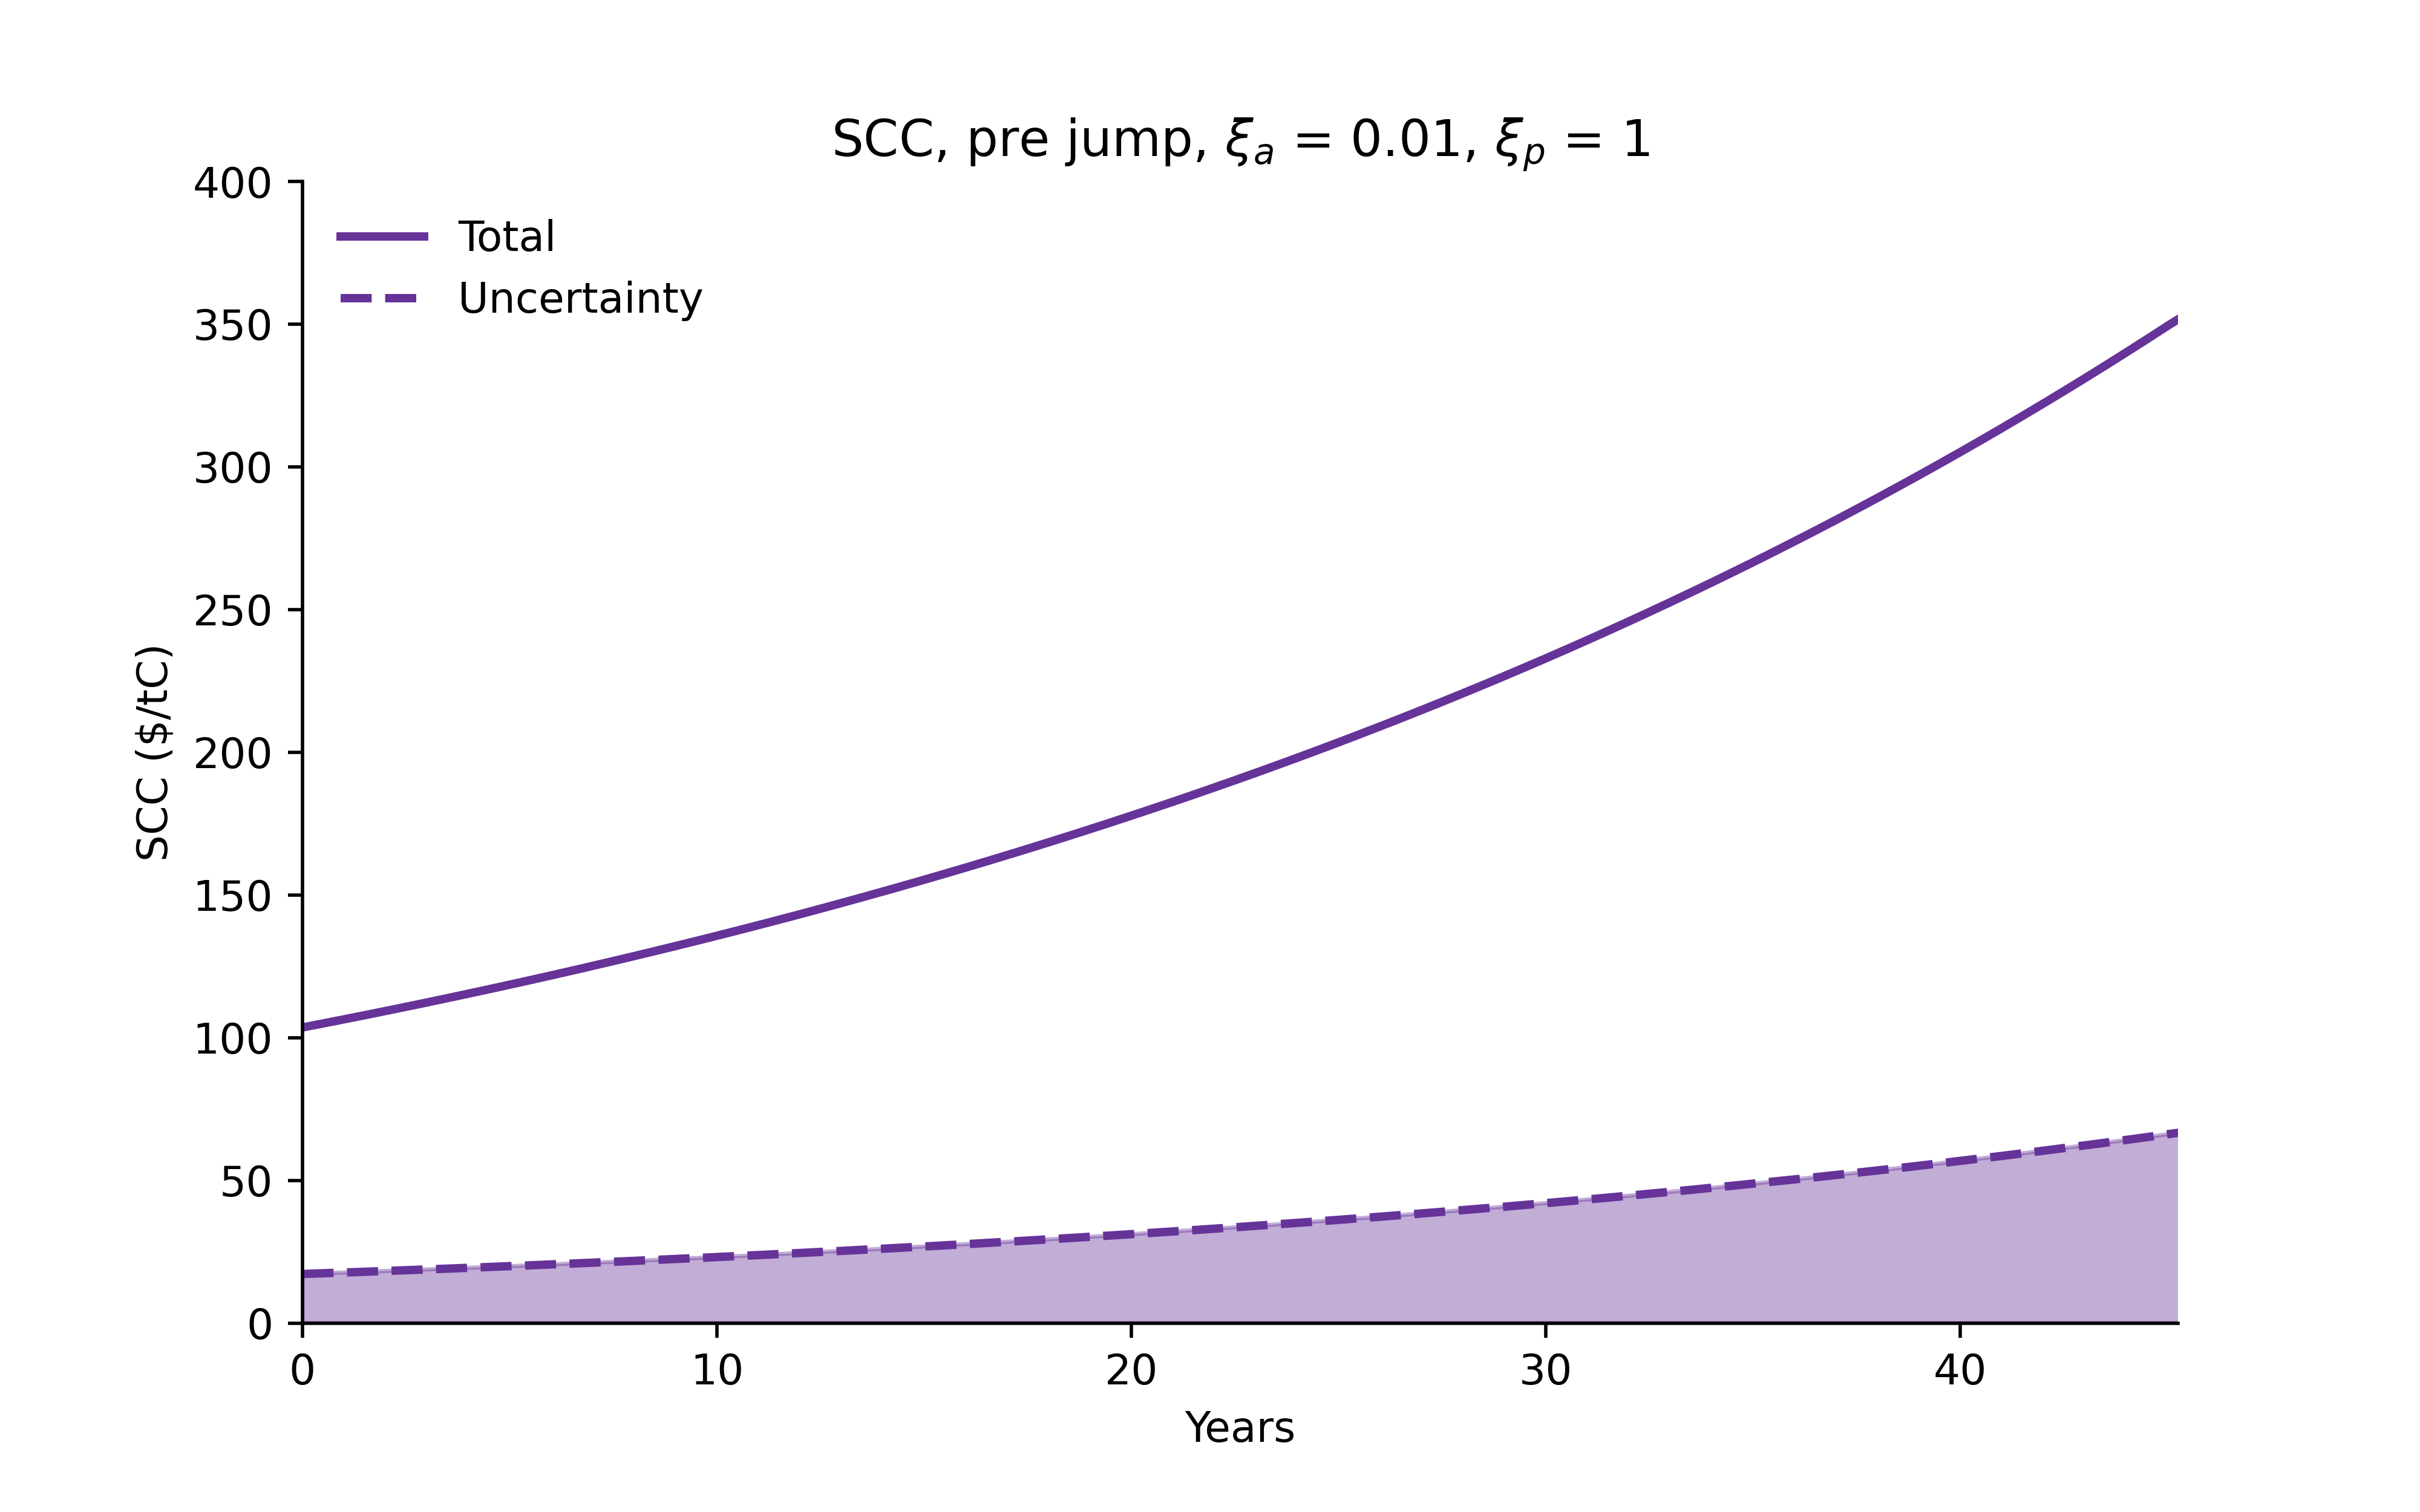 SCC, pre jump, ξₐ = 0.01, ξₚ = 1
400
350
300
250
200
150
100
50
0
SCC ($/tC)
Total
Uncertainty
0 10 20 30 40
Years